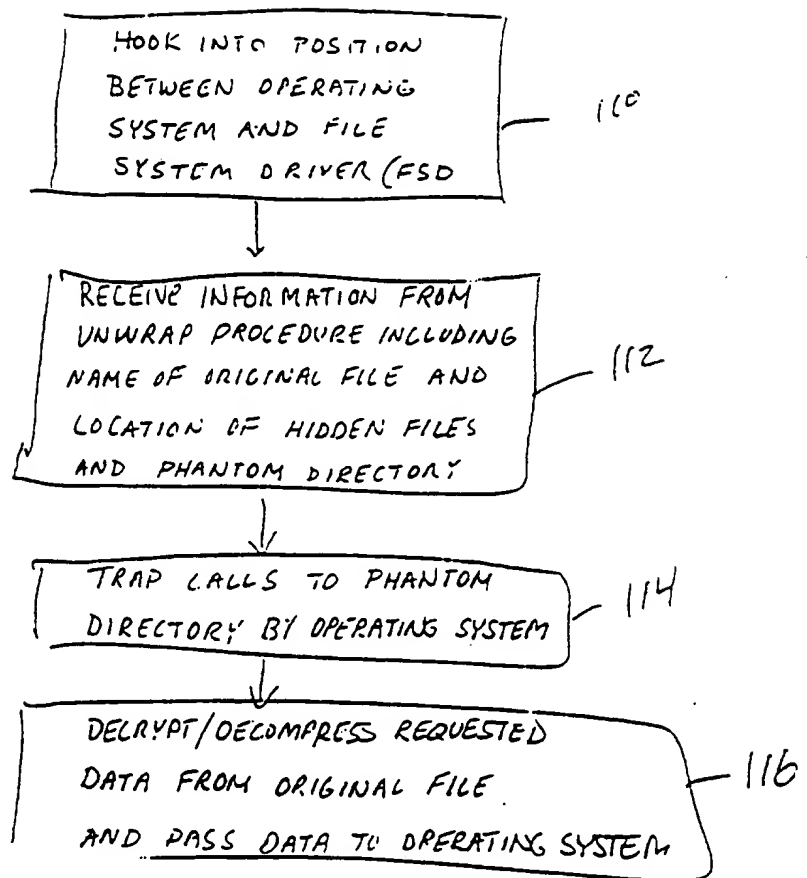 HOOK INTO POSITION
BETWEEN OPERATING
SYSTEM AND FILE
SYSTEM DRIVER (FSD
110
RECEIVE INFORMATION FROM
UNWRAP PROCEDURE INCLUDING
NAME OF ORIGINAL FILE AND
LOCATION OF HIDDEN FILES
AND PHANTOM DIRECTORY
112
TRAP CALLS TO PHANTOM
DIRECTORY BY OPERATING SYSTEM
114
DECRYPT/DECOMPRESS REQUESTED
DATA FROM ORIGINAL FILE
AND PASS DATA TO OPERATING SYSTEM
116